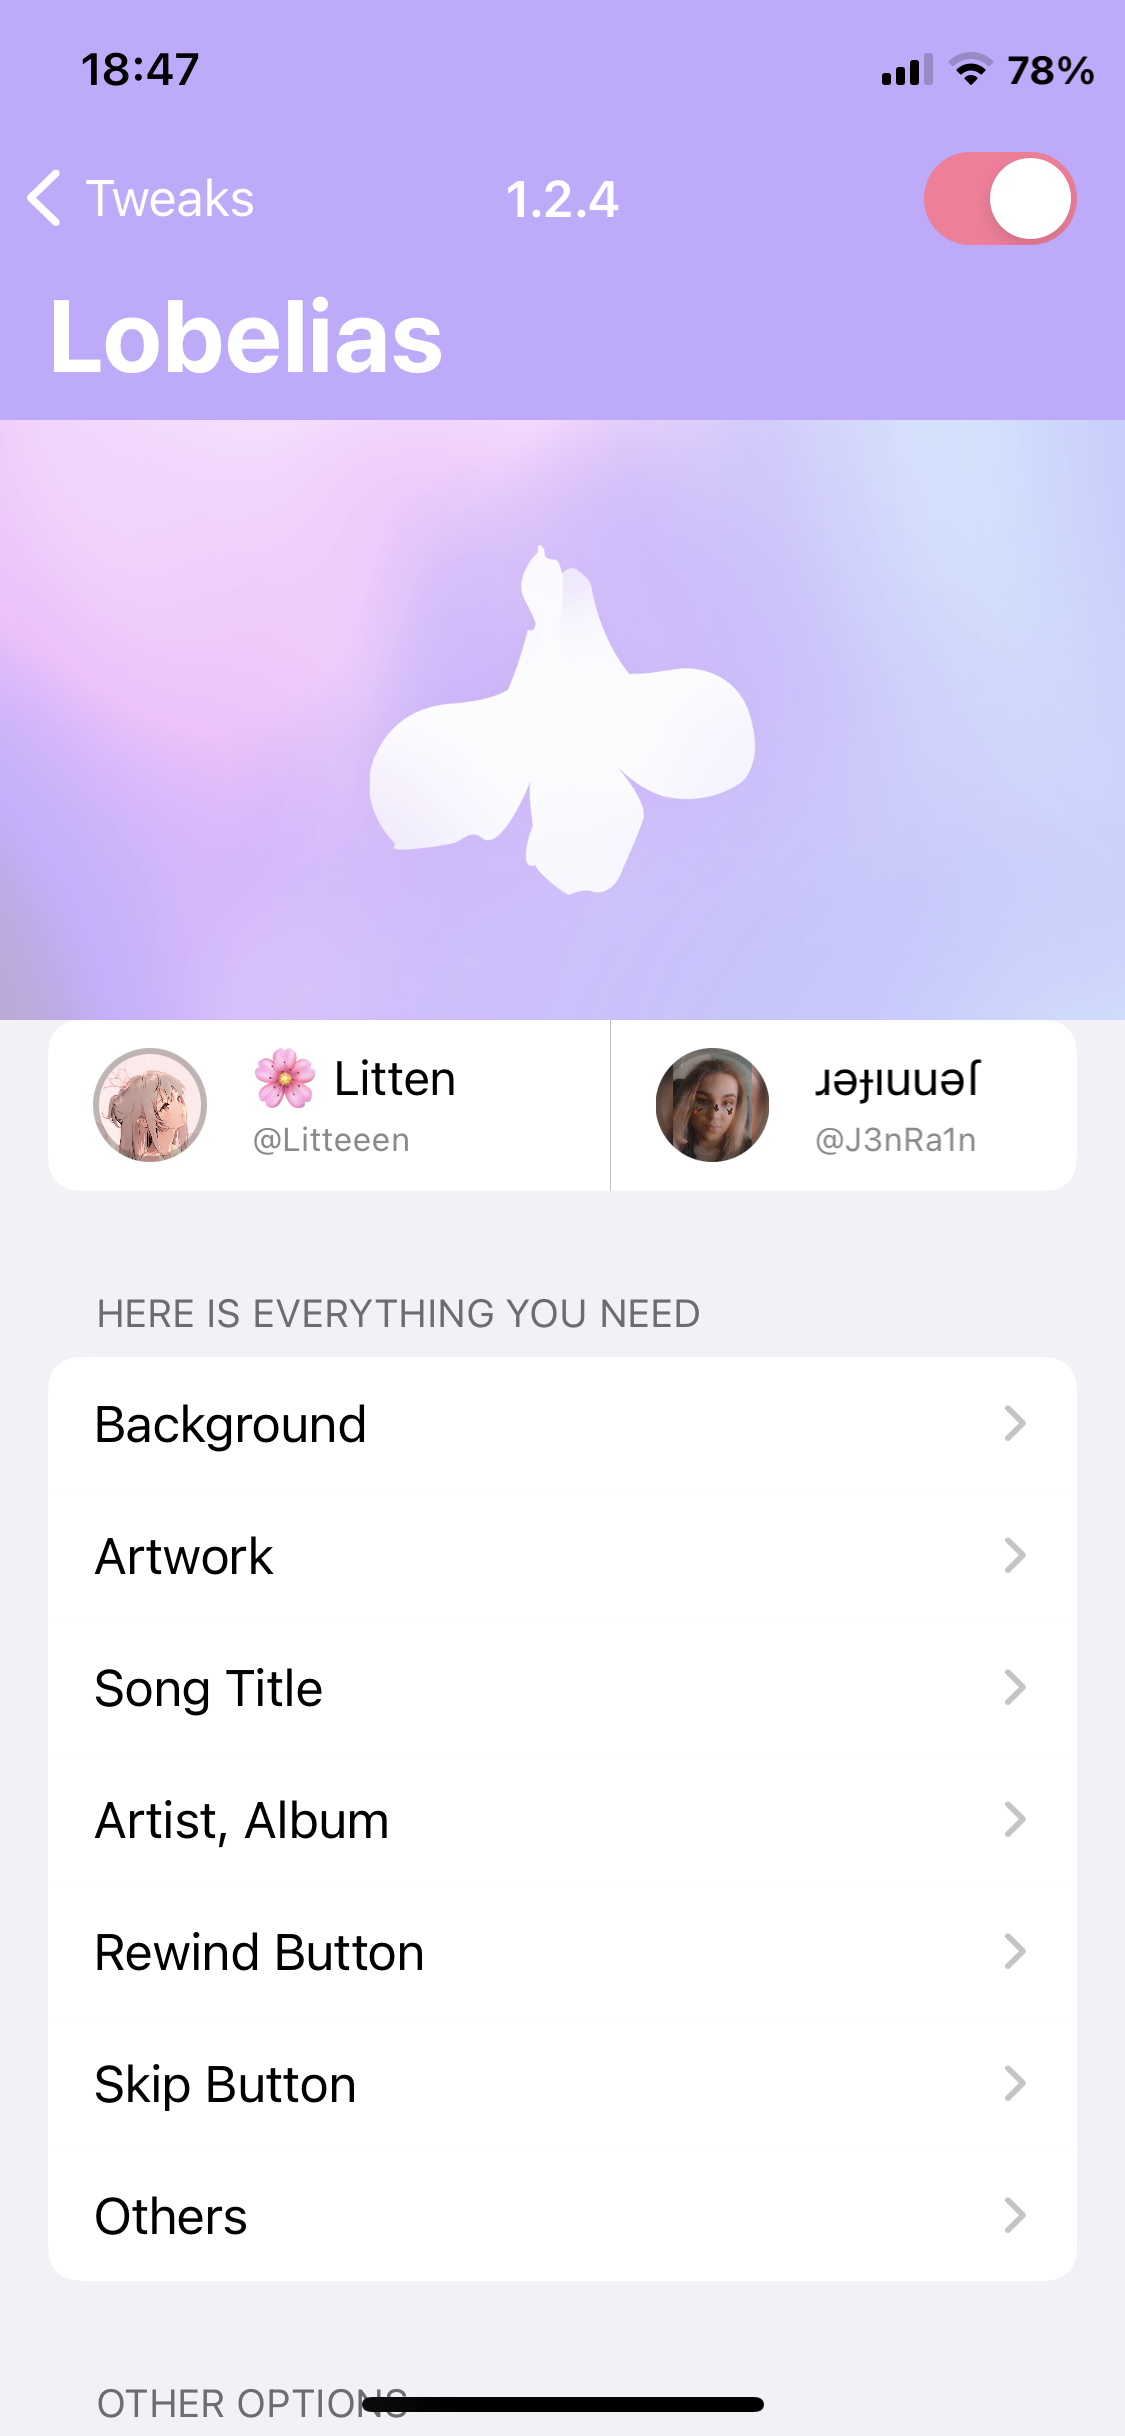 18:47
78%
Tweaks
1.2.4
Lobelias
🌸 Litten
@Litteeen
ɹəɟıuuəſ
@J3nRa1n
HERE IS EVERYTHING YOU NEED
Background
Artwork
Song Title
Artist, Album
Rewind Button
Skip Button
Others
OTHER OPTIONS